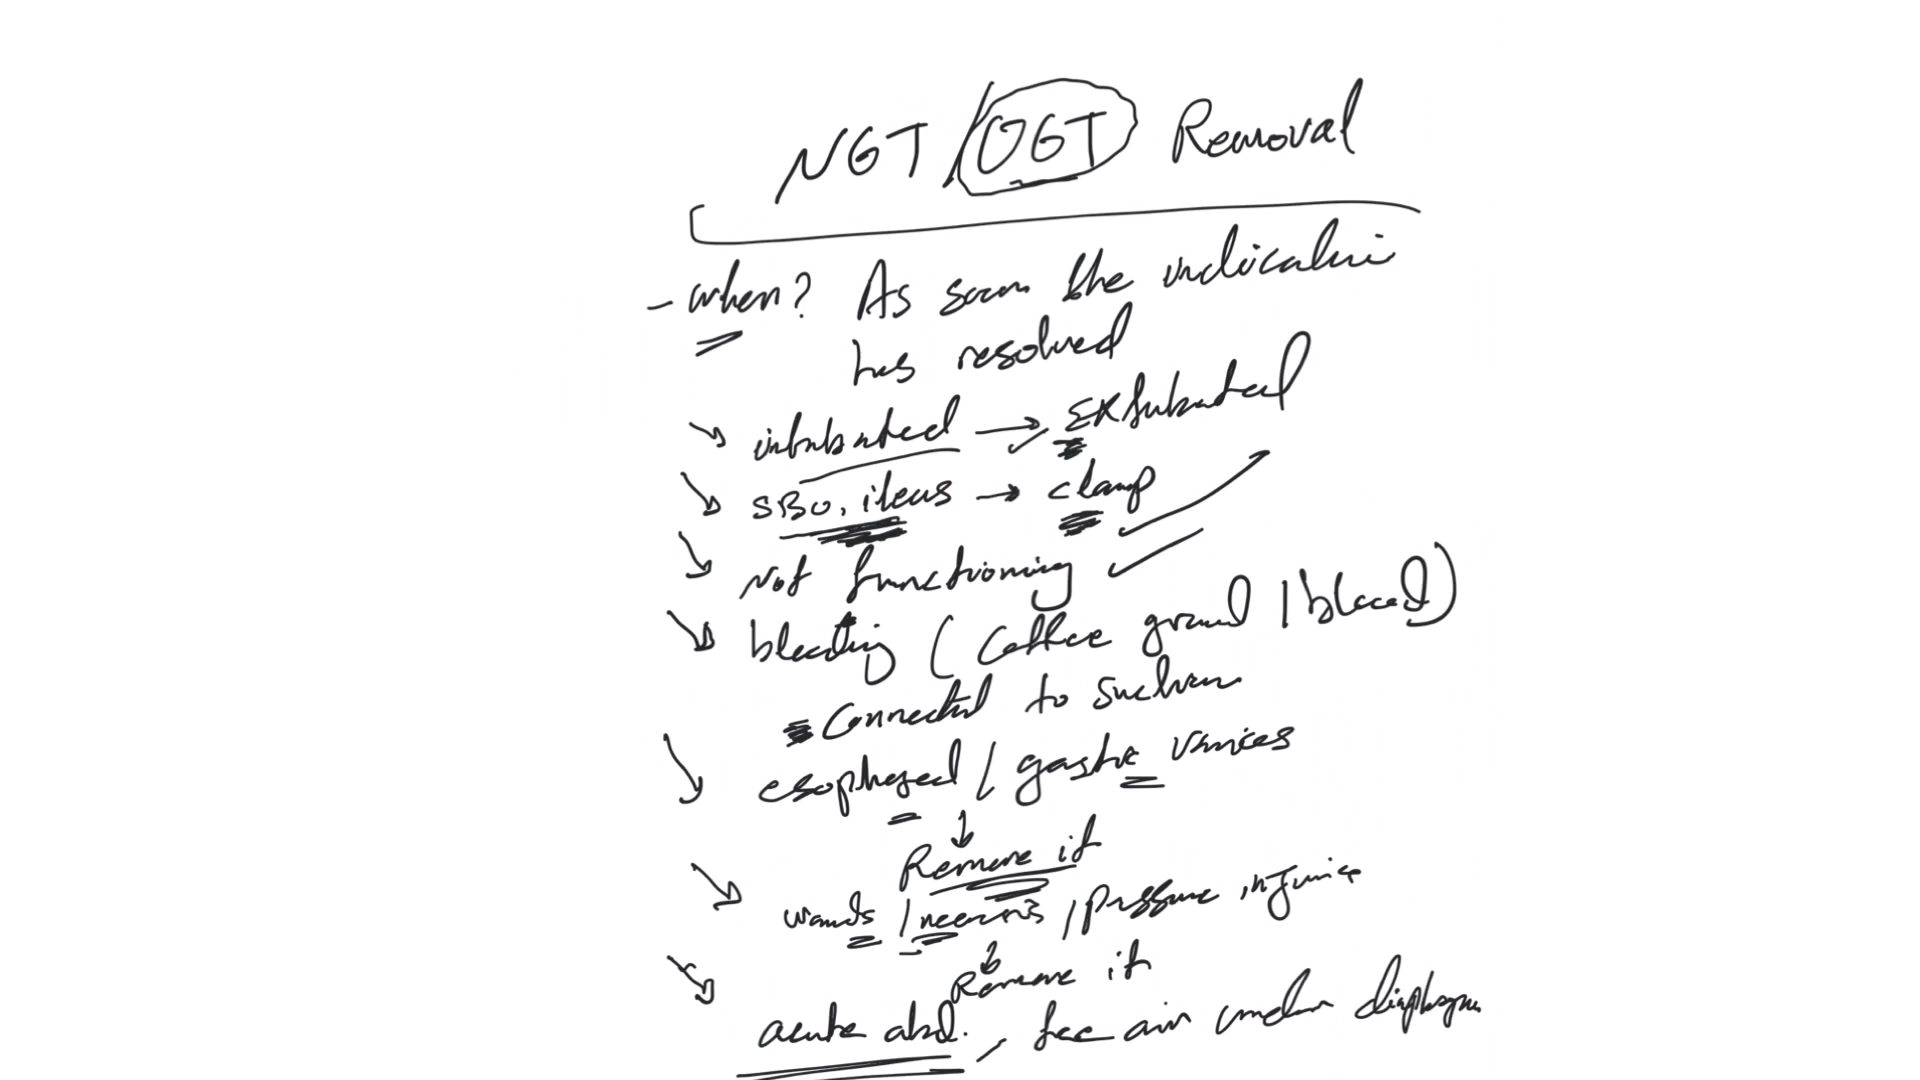 NGT/OGT Removal
- when? As soon the indication
has resolved
intubated → Extubated
SBO, ileus → clamp
Not functioning
bleeding (Coffee ground / blood)
Connected to suction
esophageal / gastric varices
↓
Remove it
wounds / necrosis / pressure injuries
↓
Remove it
acute abd. , free air under diaphragm